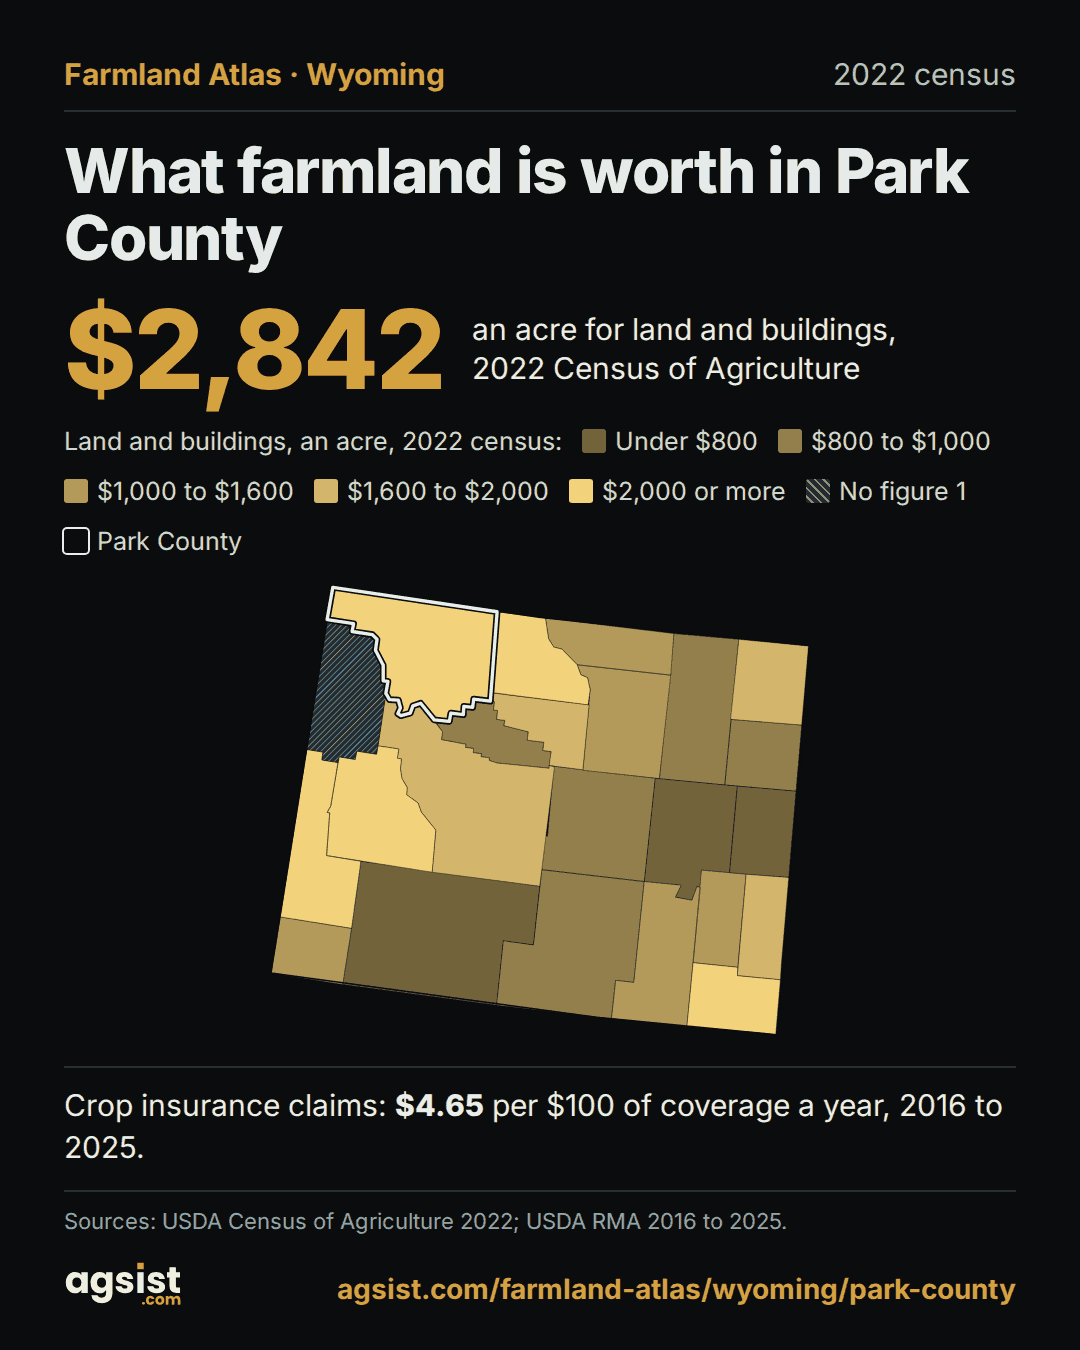 Farmland Atlas · Wyoming
2022 census
What farmland is worth in Park
County
$2,842
an acre for land and buildings,
2022 Census of Agriculture
Land and buildings, an acre, 2022 census: Under $800 $800 to $1,000
$1,000 to $1,600 $1,600 to $2,000 $2,000 or more No figure 1
Park County
Crop insurance claims: $4.65 per $100 of coverage a year, 2016 to
2025.
Sources: USDA Census of Agriculture 2022; USDA RMA 2016 to 2025.
agsist
.com
agsist.com/farmland-atlas/wyoming/park-county